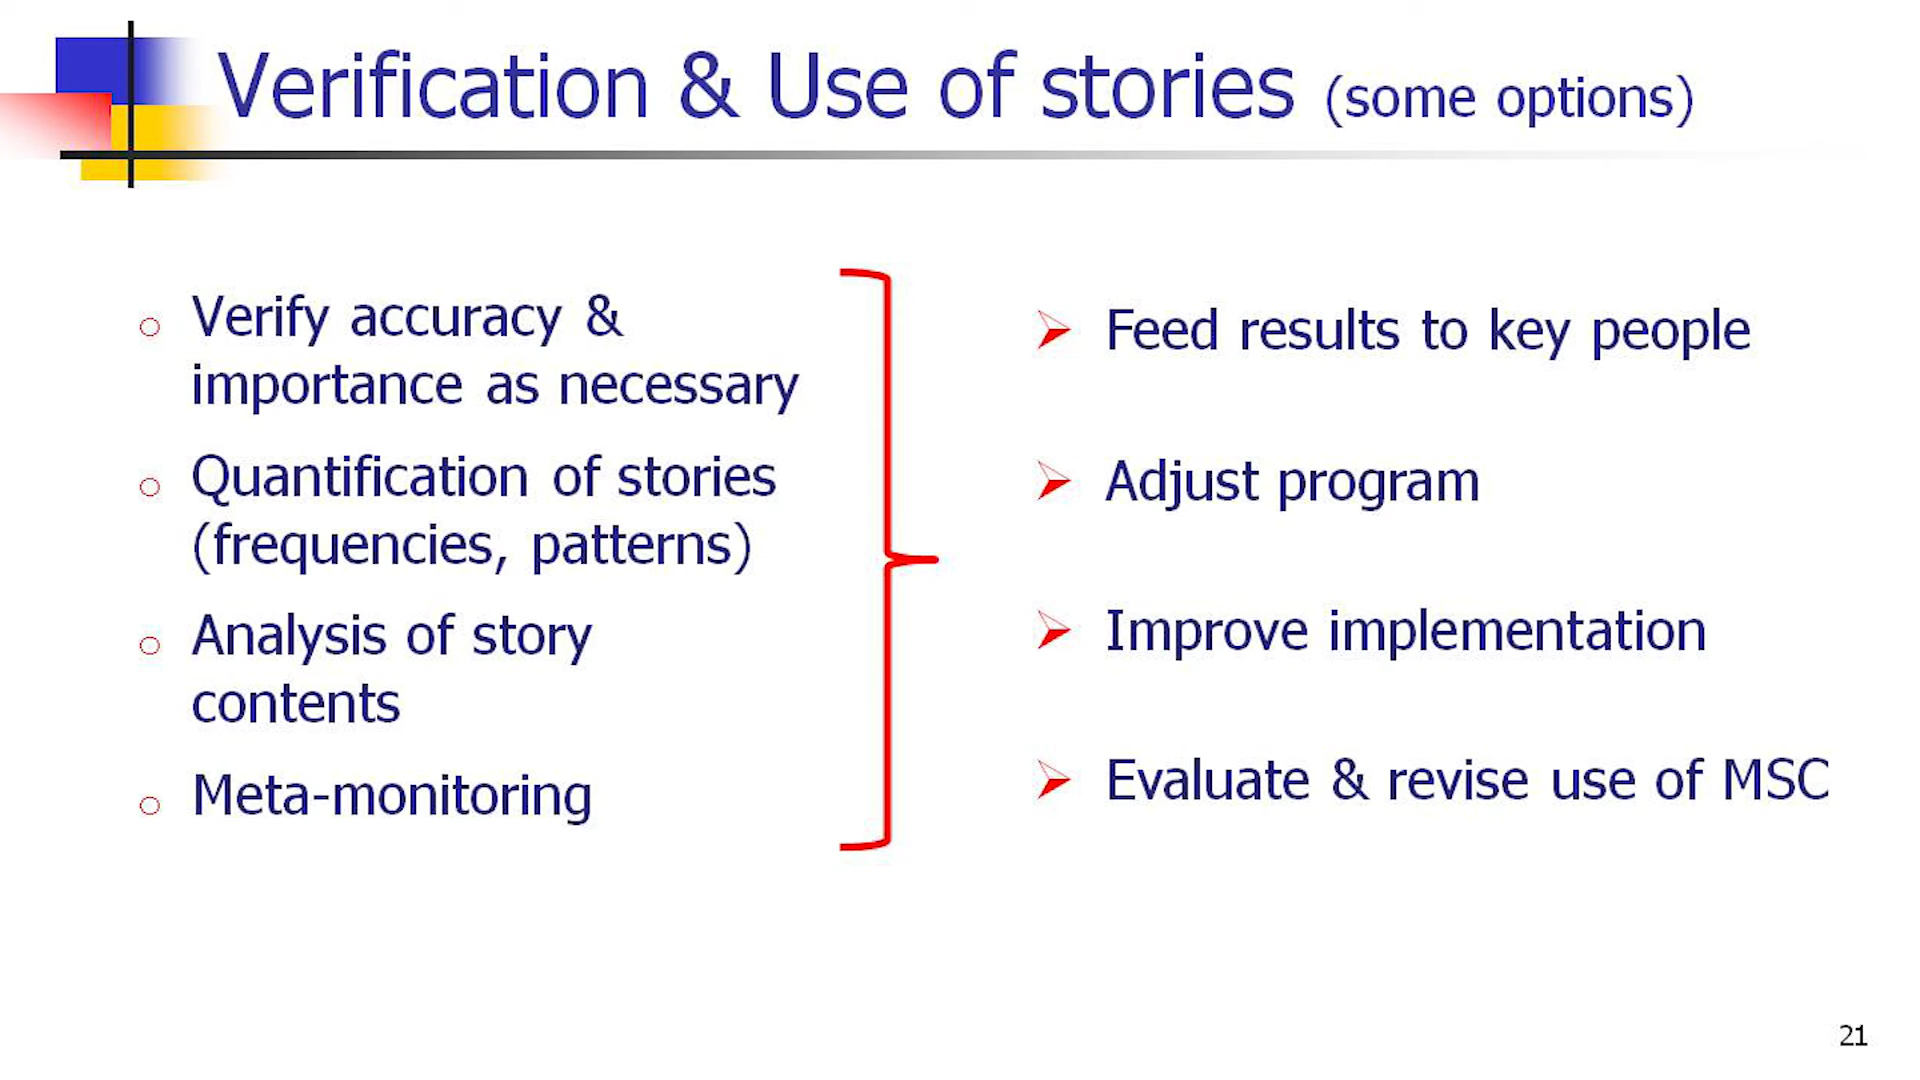 Verification & Use of stories (some options)
Verify accuracy &
importance as necessary
Quantification of stories
(frequencies, patterns)
Analysis of story
contents
Meta-monitoring
Feed results to key people
Adjust program
Improve implementation
Evaluate & revise use of MSC
21